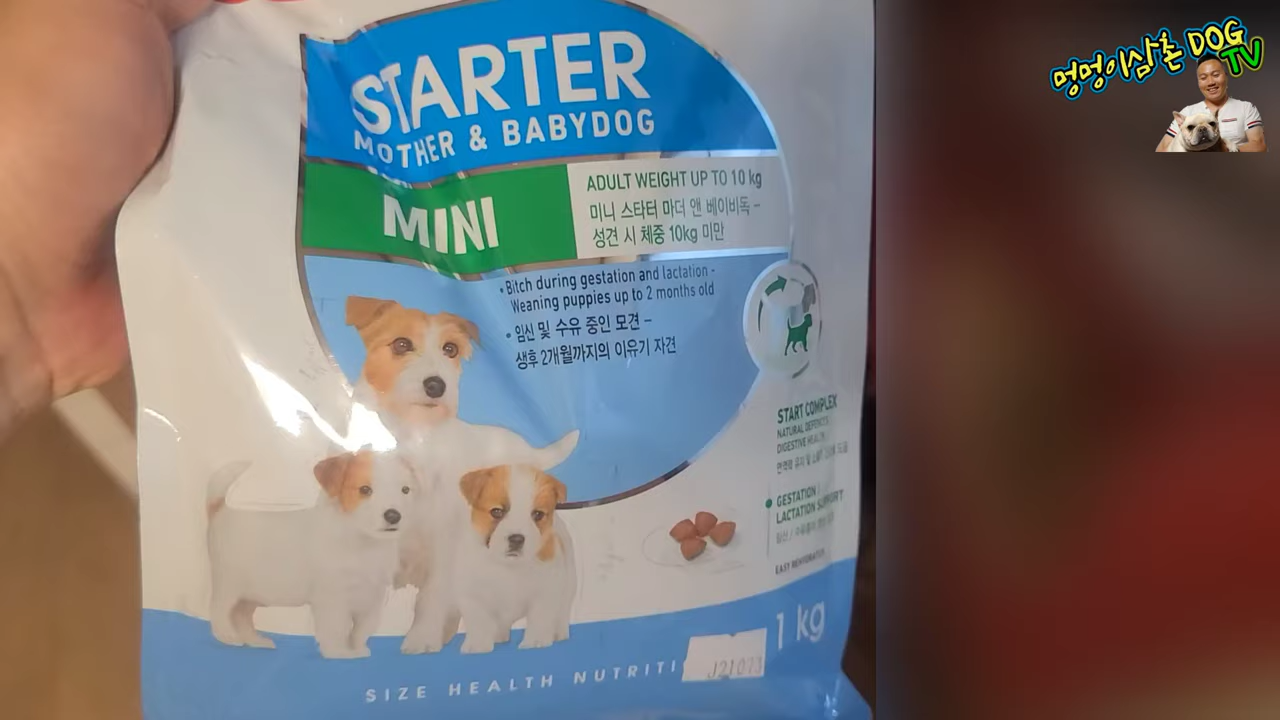 멍멍이삼촌 DOG TV
STARTER
MOTHER & BABYDOG
MINI
ADULT WEIGHT UP TO 10 kg
미니 스타터 마더 앤 베이비독 –
성견 시 체중 10kg 미만
• Bitch during gestation and lactation -
Weaning puppies up to 2 months old
• 임신 및 수유 중인 모견 –
생후 2개월까지의 이유기 자견
START COMPLEX
NATURAL DEFENCES
DIGESTIVE HEALTH
GESTATION /
LACTATION SUPPORT
EASY REHYDRATION
1 kg
SIZE HEALTH NUTRITI